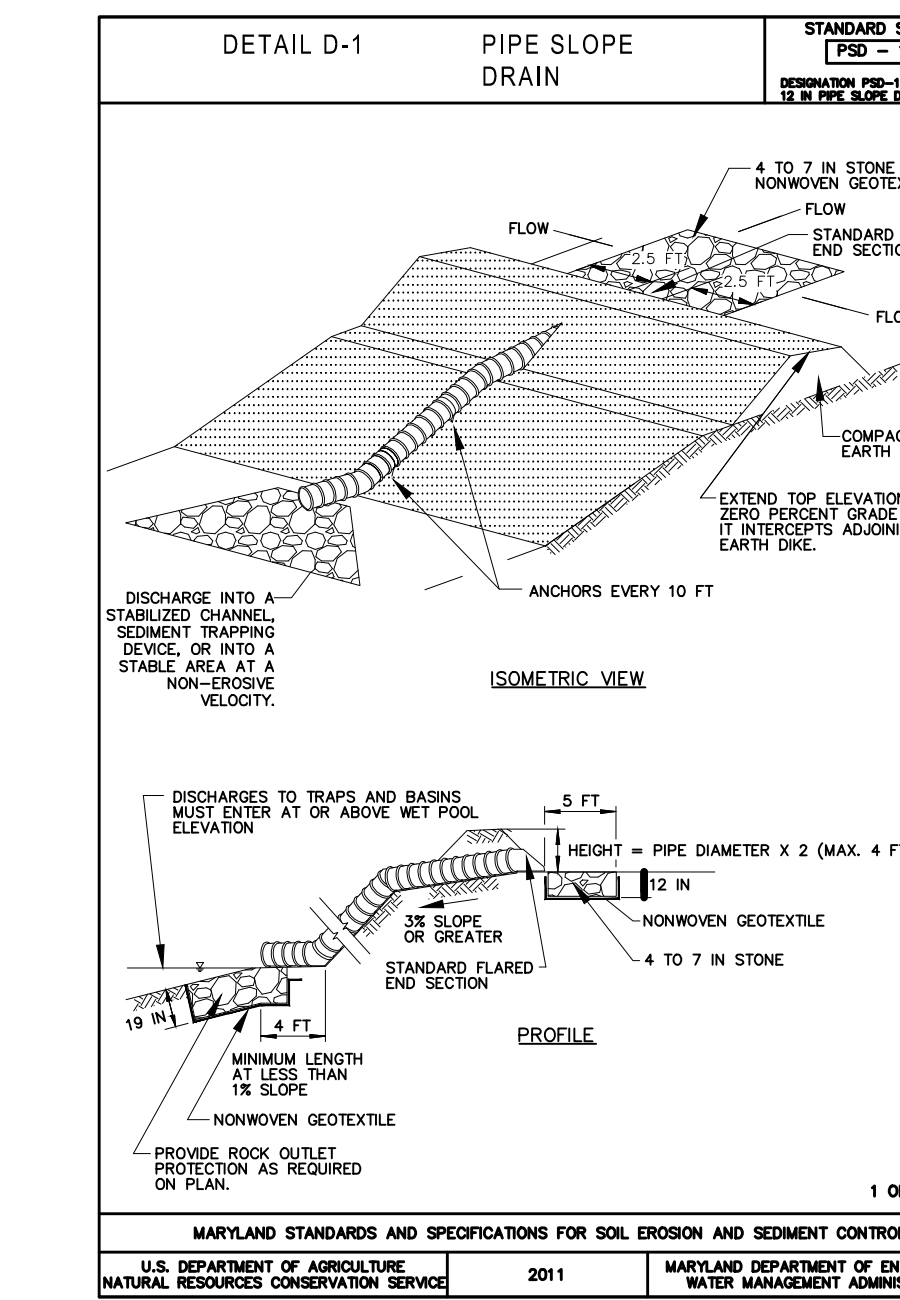 DETAIL D-1 PIPE SLOPE
DRAIN
STANDARD S
PSD –
DESIGNATION PSD-1
12 IN PIPE SLOPE D
4 TO 7 IN STONE
NONWOVEN GEOTEX
FLOW
FLOW
STANDARD
END SECTIO
2.5 FT
2.5 FT
FLO
COMPAC
EARTH
EXTEND TOP ELEVATION
ZERO PERCENT GRADE
IT INTERCEPTS ADJOINI
EARTH DIKE.
ANCHORS EVERY 10 FT
DISCHARGE INTO A
STABILIZED CHANNEL,
SEDIMENT TRAPPING
DEVICE, OR INTO A
STABLE AREA AT A
NON-EROSIVE
VELOCITY.
ISOMETRIC VIEW
DISCHARGES TO TRAPS AND BASINS
MUST ENTER AT OR ABOVE WET POOL
ELEVATION
5 FT
HEIGHT = PIPE DIAMETER X 2 (MAX. 4 FT
12 IN
NONWOVEN GEOTEXTILE
3% SLOPE
OR GREATER
4 TO 7 IN STONE
STANDARD FLARED
END SECTION
19 IN
4 FT
PROFILE
MINIMUM LENGTH
AT LESS THAN
1% SLOPE
NONWOVEN GEOTEXTILE
PROVIDE ROCK OUTLET
PROTECTION AS REQUIRED
ON PLAN.
1 OF
MARYLAND STANDARDS AND SPECIFICATIONS FOR SOIL EROSION AND SEDIMENT CONTROL
U.S. DEPARTMENT OF AGRICULTURE
NATURAL RESOURCES CONSERVATION SERVICE
2011
MARYLAND DEPARTMENT OF EN
WATER MANAGEMENT ADMINIS